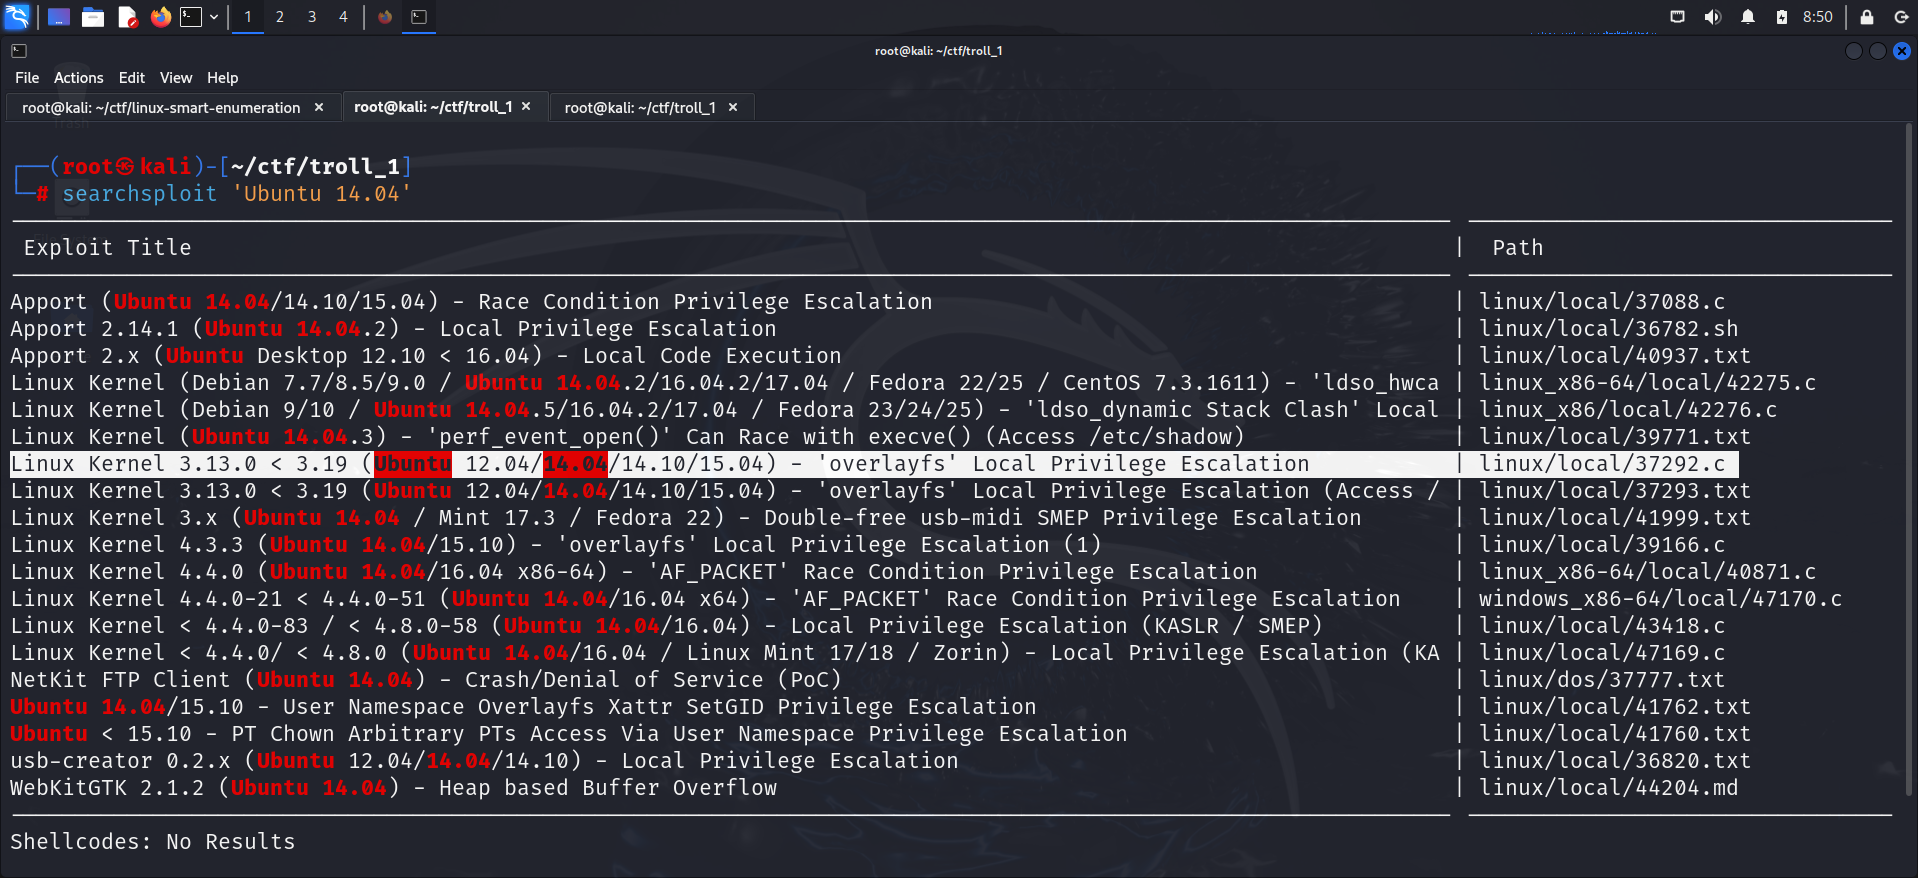 1 2 3 4 8:50
root@kali: ~/ctf/troll_1
File Actions Edit View Help
root@kali: ~/ctf/linux-smart-enumeration × root@kali: ~/ctf/troll_1 × root@kali: ~/ctf/troll_1 ×
┌──(root㉿kali)-[~/ctf/troll_1]
└─# searchsploit 'Ubuntu 14.04'
Exploit Title | Path
Apport (Ubuntu 14.04/14.10/15.04) - Race Condition Privilege Escalation | linux/local/37088.c
Apport 2.14.1 (Ubuntu 14.04.2) - Local Privilege Escalation | linux/local/36782.sh
Apport 2.x (Ubuntu Desktop 12.10 < 16.04) - Local Code Execution | linux/local/40937.txt
Linux Kernel (Debian 7.7/8.5/9.0 / Ubuntu 14.04.2/16.04.2/17.04 / Fedora 22/25 / CentOS 7.3.1611) - 'ldso_hwca | linux_x86-64/local/42275.c
Linux Kernel (Debian 9/10 / Ubuntu 14.04.5/16.04.2/17.04 / Fedora 23/24/25) - 'ldso_dynamic Stack Clash' Local | linux_x86/local/42276.c
Linux Kernel (Ubuntu 14.04.3) - 'perf_event_open()' Can Race with execve() (Access /etc/shadow) | linux/local/39771.txt
Linux Kernel 3.13.0 < 3.19 (Ubuntu 12.04/14.04/14.10/15.04) - 'overlayfs' Local Privilege Escalation | linux/local/37292.c
Linux Kernel 3.13.0 < 3.19 (Ubuntu 12.04/14.04/14.10/15.04) - 'overlayfs' Local Privilege Escalation (Access / | linux/local/37293.txt
Linux Kernel 3.x (Ubuntu 14.04 / Mint 17.3 / Fedora 22) - Double-free usb-midi SMEP Privilege Escalation | linux/local/41999.txt
Linux Kernel 4.3.3 (Ubuntu 14.04/15.10) - 'overlayfs' Local Privilege Escalation (1) | linux/local/39166.c
Linux Kernel 4.4.0 (Ubuntu 14.04/16.04 x86-64) - 'AF_PACKET' Race Condition Privilege Escalation | linux_x86-64/local/40871.c
Linux Kernel 4.4.0-21 < 4.4.0-51 (Ubuntu 14.04/16.04 x64) - 'AF_PACKET' Race Condition Privilege Escalation | windows_x86-64/local/47170.c
Linux Kernel < 4.4.0-83 / < 4.8.0-58 (Ubuntu 14.04/16.04) - Local Privilege Escalation (KASLR / SMEP) | linux/local/43418.c
Linux Kernel < 4.4.0/ < 4.8.0 (Ubuntu 14.04/16.04 / Linux Mint 17/18 / Zorin) - Local Privilege Escalation (KA | linux/local/47169.c
NetKit FTP Client (Ubuntu 14.04) - Crash/Denial of Service (PoC) | linux/dos/37777.txt
Ubuntu 14.04/15.10 - User Namespace Overlayfs Xattr SetGID Privilege Escalation | linux/local/41762.txt
Ubuntu < 15.10 - PT Chown Arbitrary PTs Access Via User Namespace Privilege Escalation | linux/local/41760.txt
usb-creator 0.2.x (Ubuntu 12.04/14.04/14.10) - Local Privilege Escalation | linux/local/36820.txt
WebKitGTK 2.1.2 (Ubuntu 14.04) - Heap based Buffer Overflow | linux/local/44204.md
Shellcodes: No Results